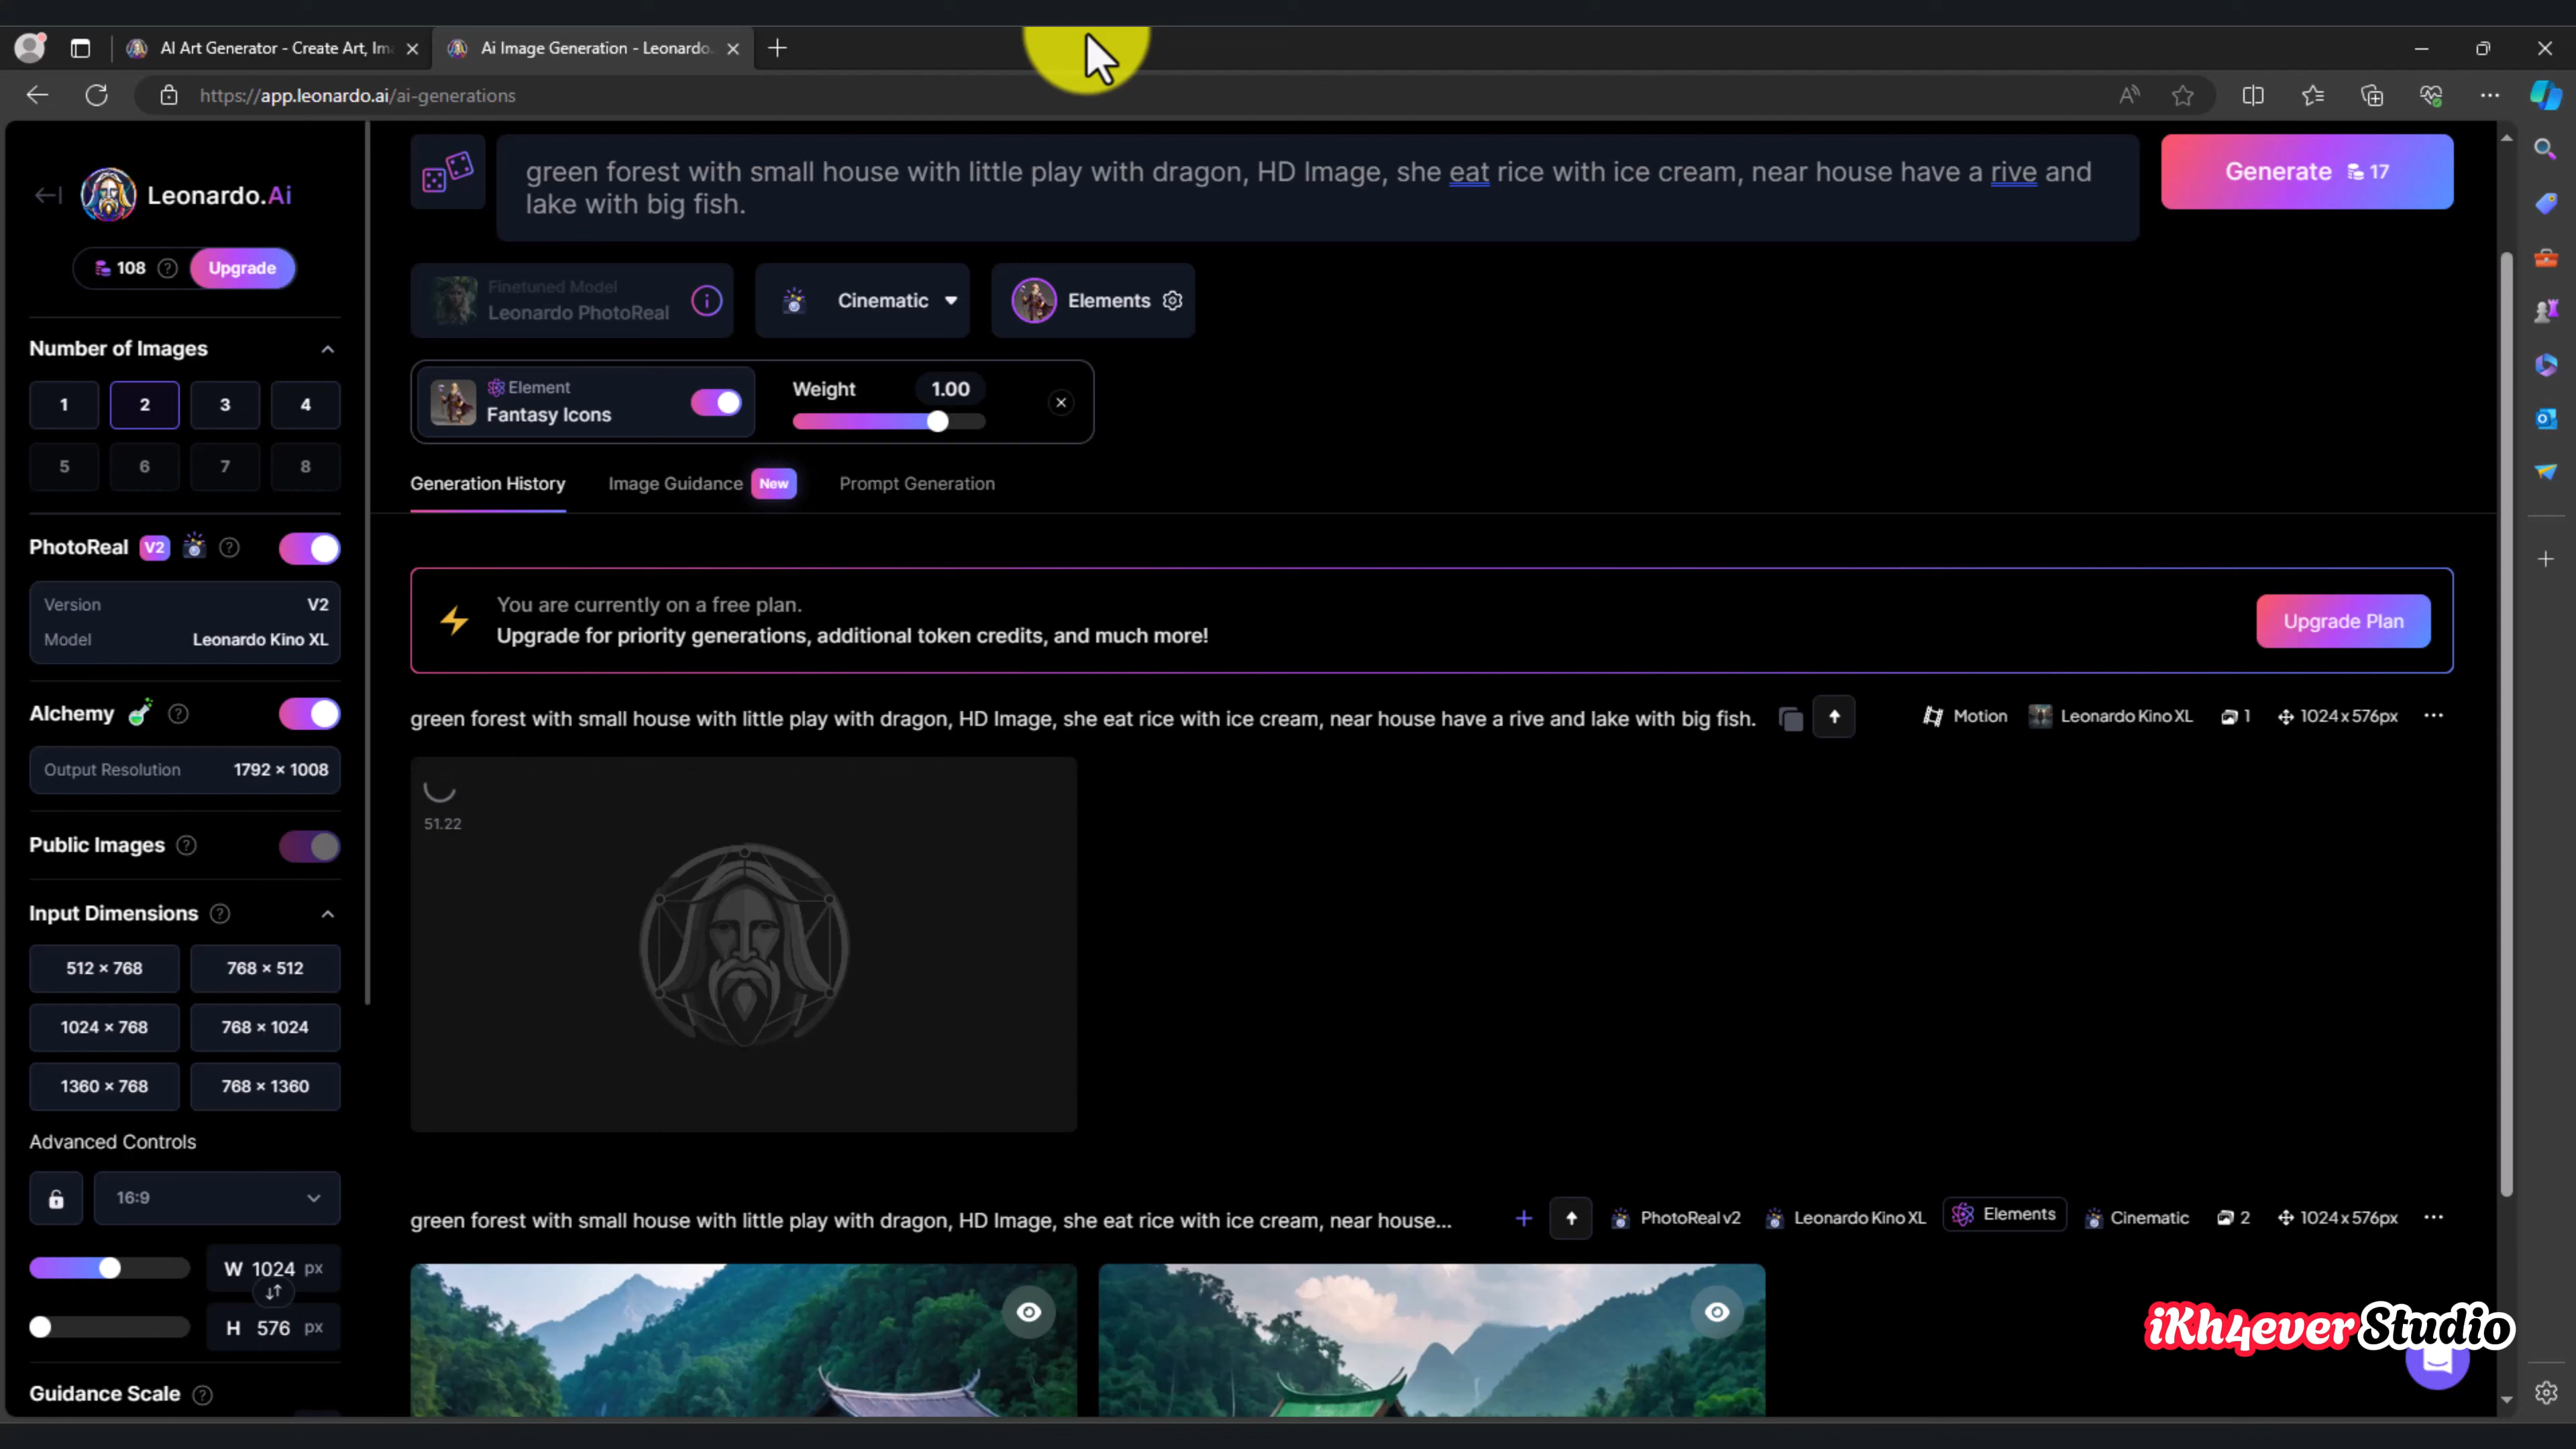 AI Art Generator - Create Art, Ima
Ai Image Generation - Leonardo.
https://app.leonardo.ai/ai-generations
Leonardo.Ai
108
Upgrade
Number of Images
1 2 3 4
5 6 7 8
PhotoReal V2
Version V2
Model Leonardo Kino XL
Alchemy
Output Resolution 1792 × 1008
Public Images
Input Dimensions
512 × 768 768 × 512
1024 × 768 768 × 1024
1360 × 768 768 × 1360
Advanced Controls
16:9
W 1024 px
H 576 px
Guidance Scale
green forest with small house with little play with dragon, HD Image, she eat rice with ice cream, near house have a rive and
lake with big fish.
Generate 17
Finetuned Model
Leonardo PhotoReal
Cinematic
Elements
Element
Fantasy Icons
Weight 1.00
Generation History Image Guidance New Prompt Generation
You are currently on a free plan.
Upgrade for priority generations, additional token credits, and much more!
Upgrade Plan
green forest with small house with little play with dragon, HD Image, she eat rice with ice cream, near house have a rive and lake with big fish.
Motion Leonardo Kino XL 1 1024 x 576px
51.22
green forest with small house with little play with dragon, HD Image, she eat rice with ice cream, near house...
PhotoReal v2 Leonardo Kino XL Elements Cinematic 2 1024 x 576px
iKh4ever Studio